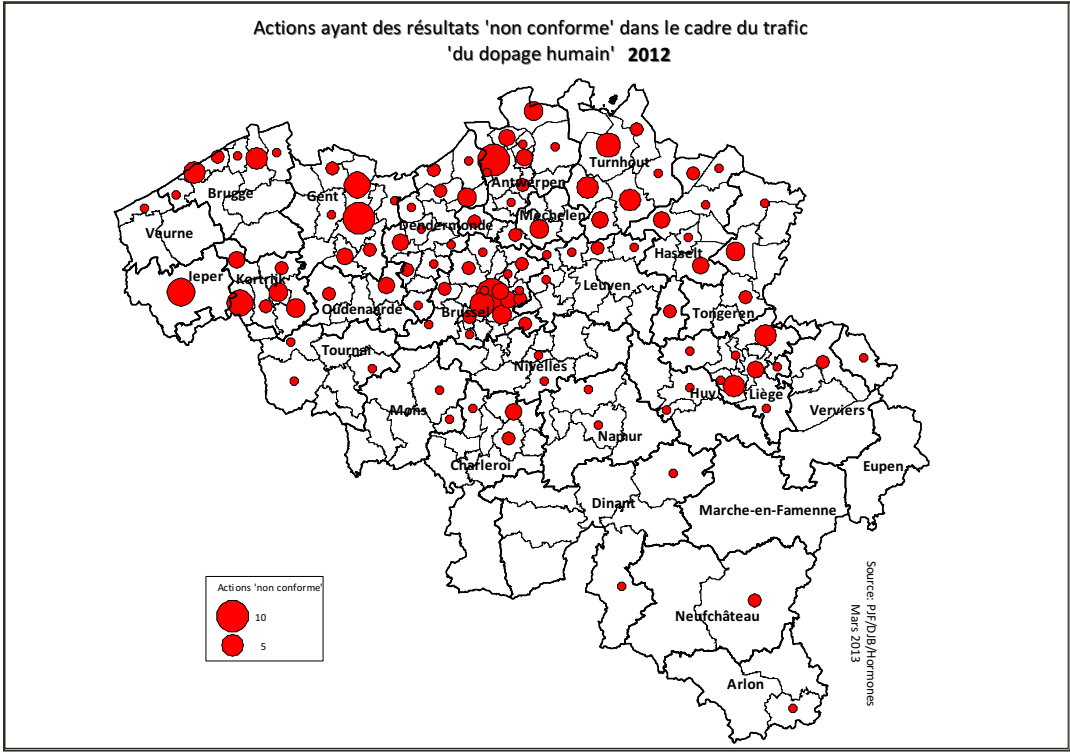 Actions ayant des résultats 'non conforme' dans le cadre du trafic
'du dopage humain' 2012
Turnhout
Antwerpen
Brugge
Gent
Mechelen
Dendermonde
Veurne
Hasselt
Ieper
Kortrijk
Leuven
Oudenaarde
Brussel
Tongeren
Tournai
Nivelles
Huy
Liège
Mons
Verviers
Namur
Charleroi
Eupen
Dinant
Marche-en-Famenne
Neufchâteau
Arlon
Actions 'non conforme'
10
5
Source: PJF/DJB/Hormones
Mars 2013